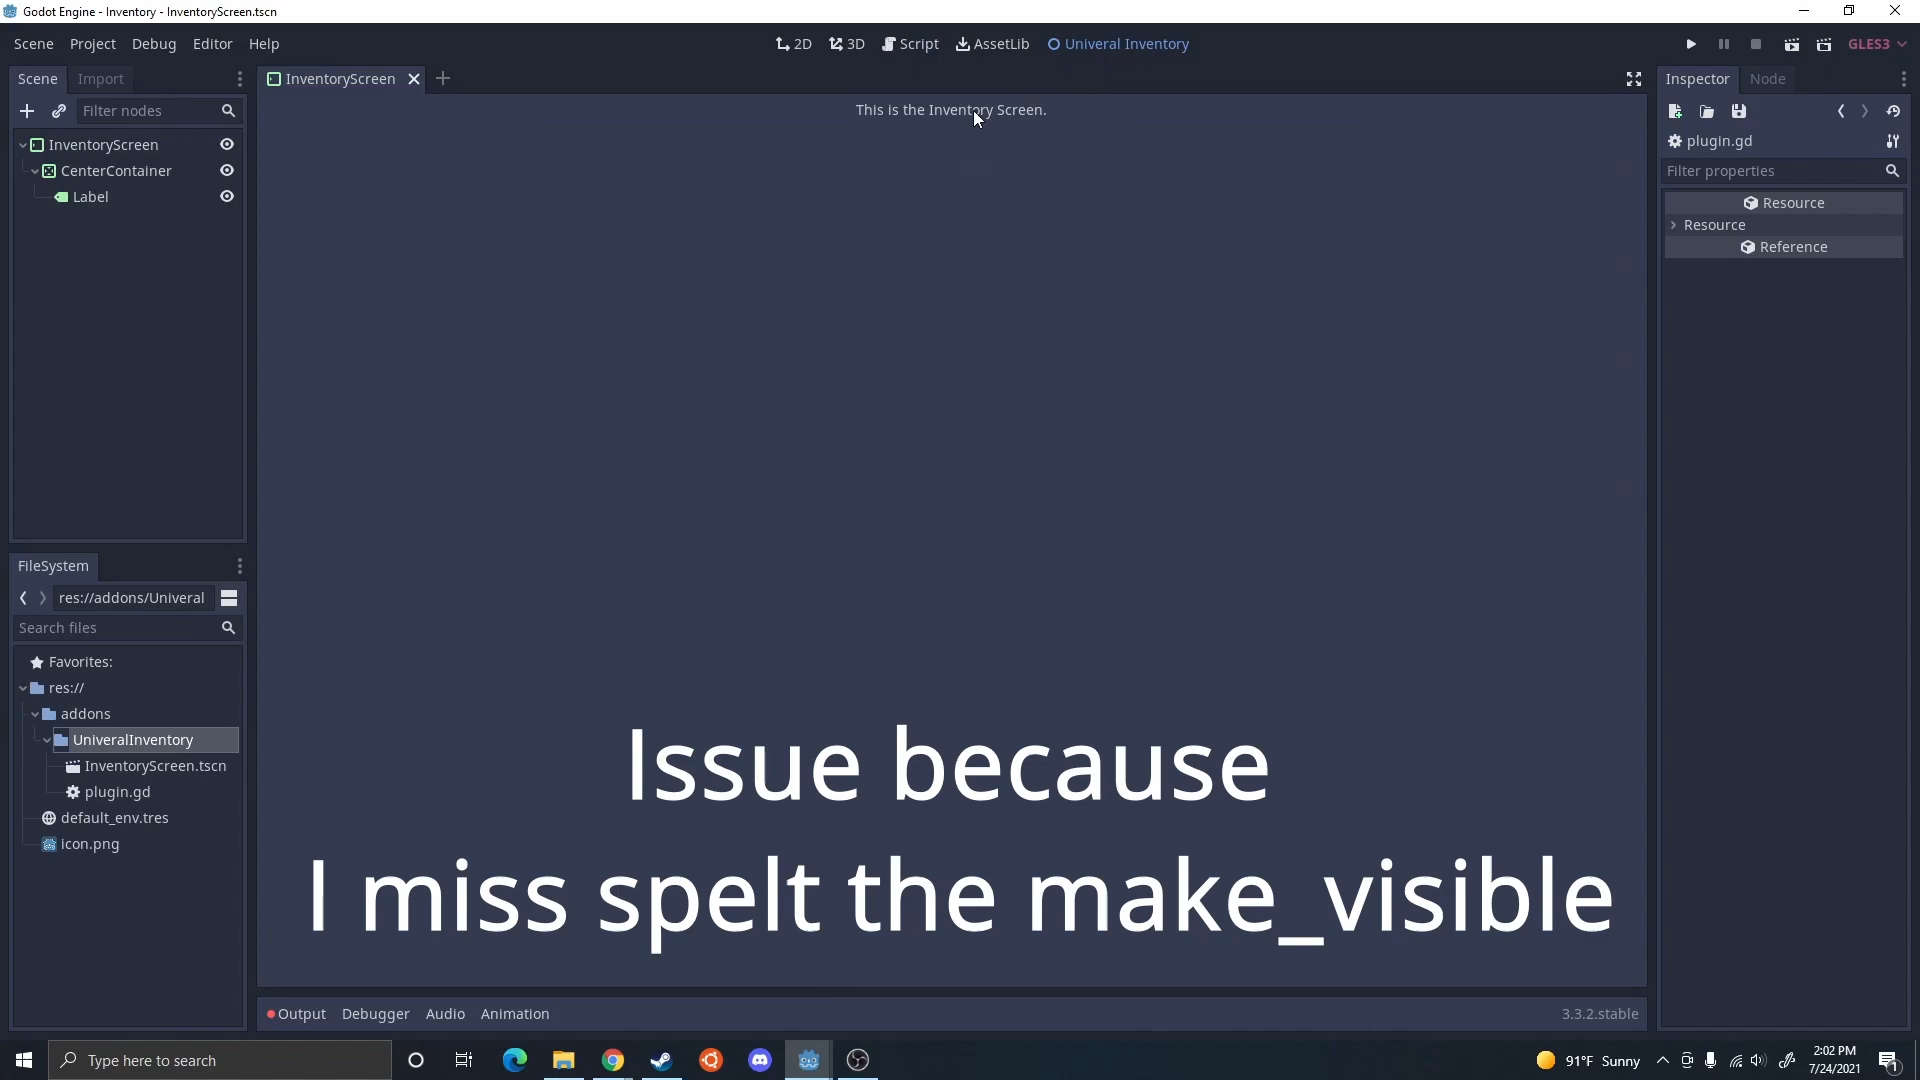 Godot Engine - Inventory - InventoryScreen.tscn
Scene Project Debug Editor Help
2D 3D Script AssetLib Univeral Inventory
GLES3
Scene Import
InventoryScreen
Inspector Node
Filter nodes
This is the Inventory Screen.
InventoryScreen
CenterContainer
Label
plugin.gd
Filter properties
Resource
Resource
Reference
FileSystem
res://addons/Univeral
Search files
Favorites:
res://
addons
UniveralInventory
InventoryScreen.tscn
plugin.gd
default_env.tres
icon.png
Issue because
I miss spelt the make_visible
Output Debugger Audio Animation
3.3.2.stable
Type here to search
91°F Sunny
2:02 PM
7/24/2021
1